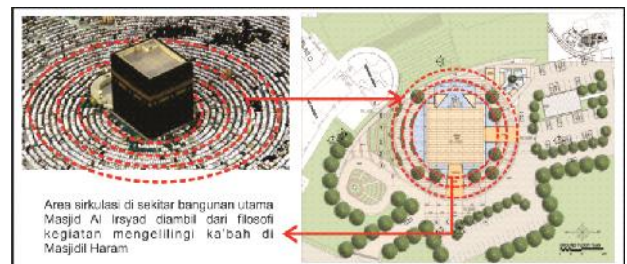 Area sirkulasi di sekitar bangunan utama
Masjid Al Irsyad diambil dari filosofi
kegiatan mengelilingi ka'bah di
Masjidil Haram